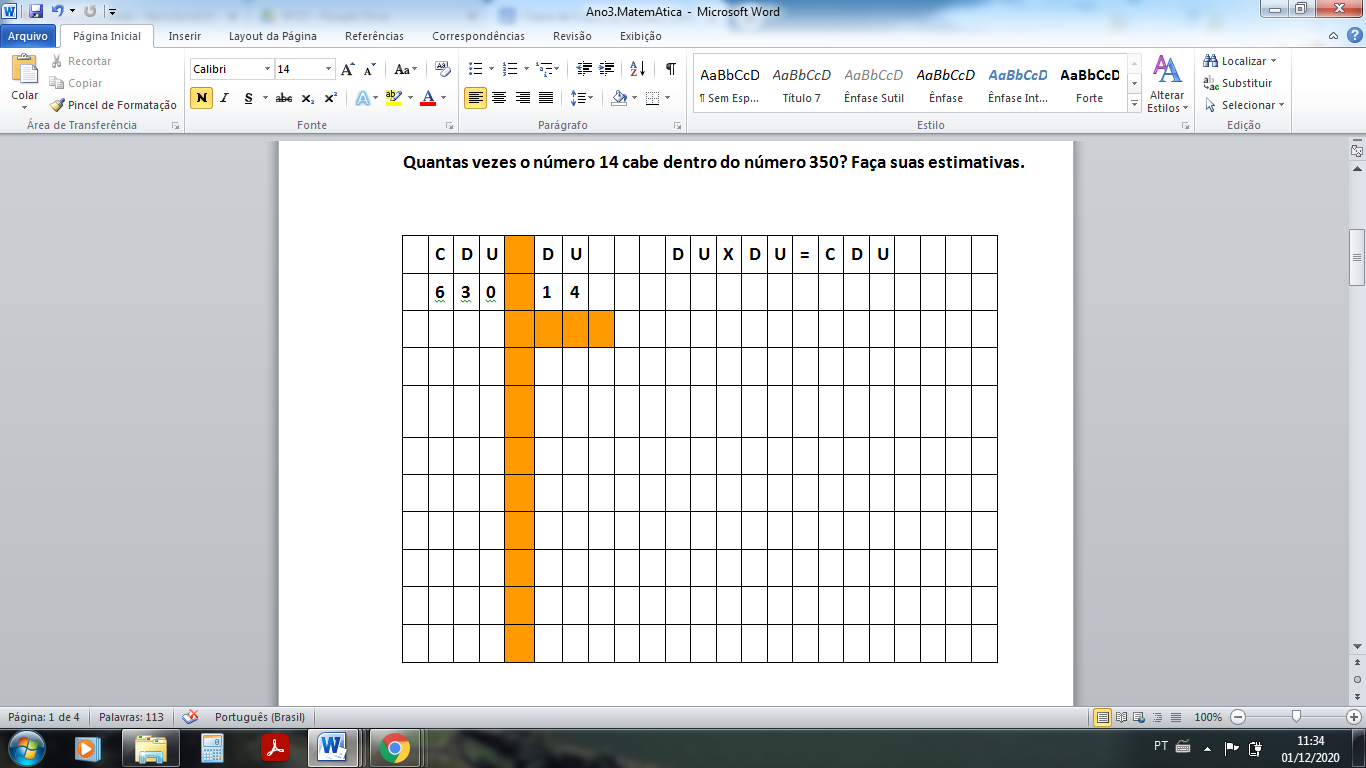 Ano3.MatemAtica - Microsoft Word
Arquivo Página Inicial Inserir Layout da Página Referências Correspondências Revisão Exibição
Colar
Recortar
Copiar
Pincel de Formatação
Área de Transferência
Calibri 14
N I S abc x₂ x²
Fonte
Parágrafo
AaBbCcD AaBbCcD AaBbCcD AaBbCcD AaBbCcD AaBbCcD
¶ Sem Esp... Título 7 Ênfase Sutil Ênfase Ênfase Int... Forte
Alterar Estilos
Estilo
Localizar
Substituir
Selecionar
Edição
Quantas vezes o número 14 cabe dentro do número 350? Faça suas estimativas.
C D U D U D U X D U = C D U
6 3 0 1 4
Página: 1 de 4 Palavras: 113 Português (Brasil) 100%
PT 11:34
01/12/2020